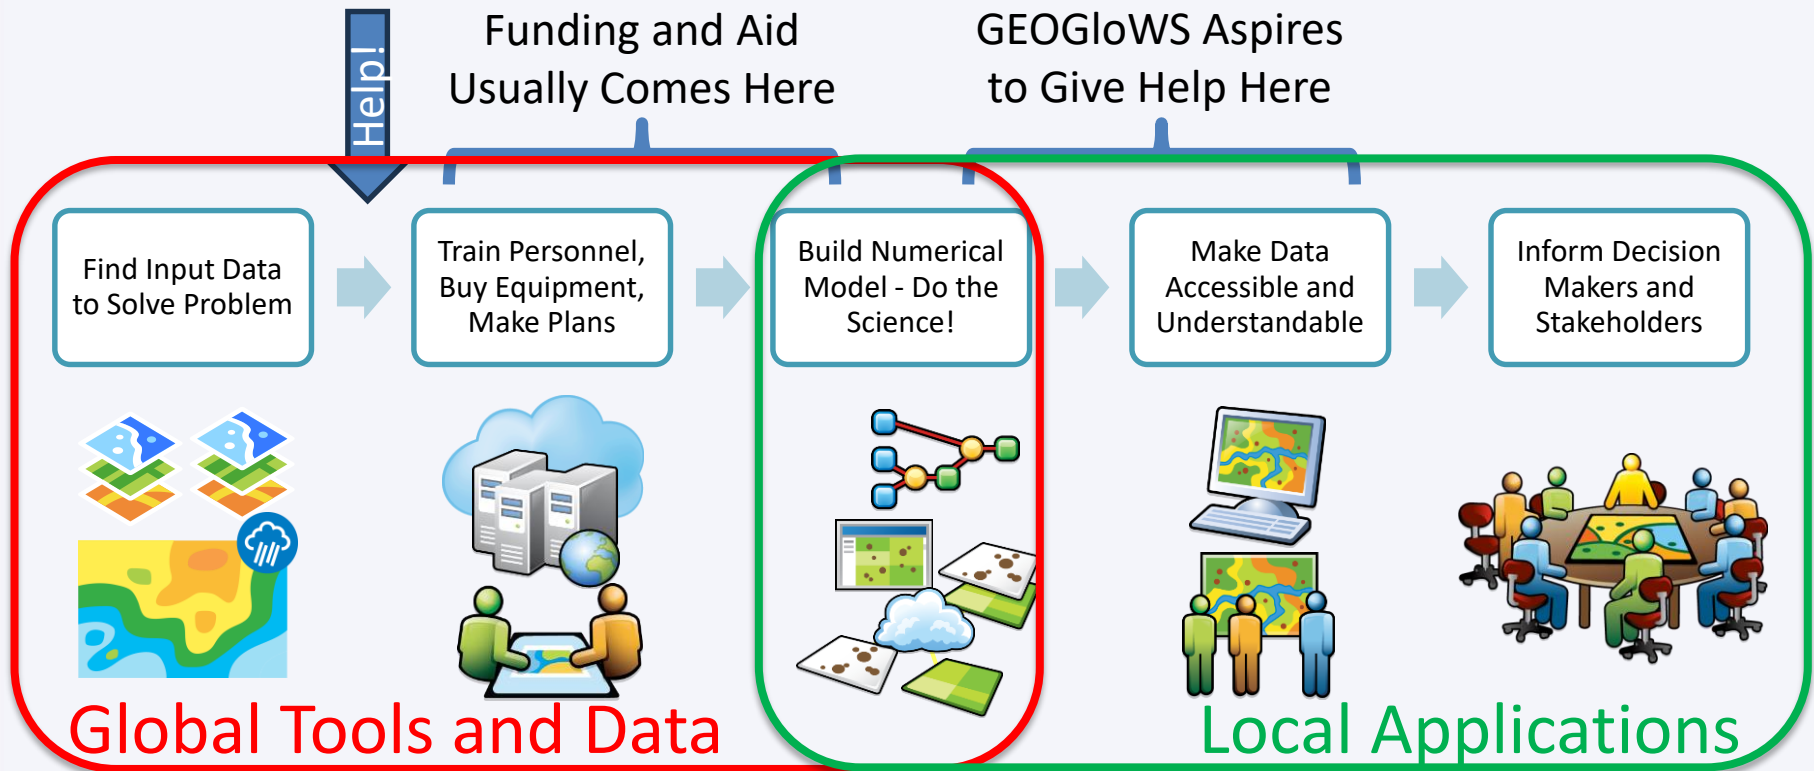 Help!
Funding and Aid
Usually Comes Here
GEOGloWS Aspires
to Give Help Here
Find Input Data
to Solve Problem
Train Personnel,
Buy Equipment,
Make Plans
Build Numerical
Model - Do the
Science!
Make Data
Accessible and
Understandable
Inform Decision
Makers and
Stakeholders
Global Tools and Data
Local Applications